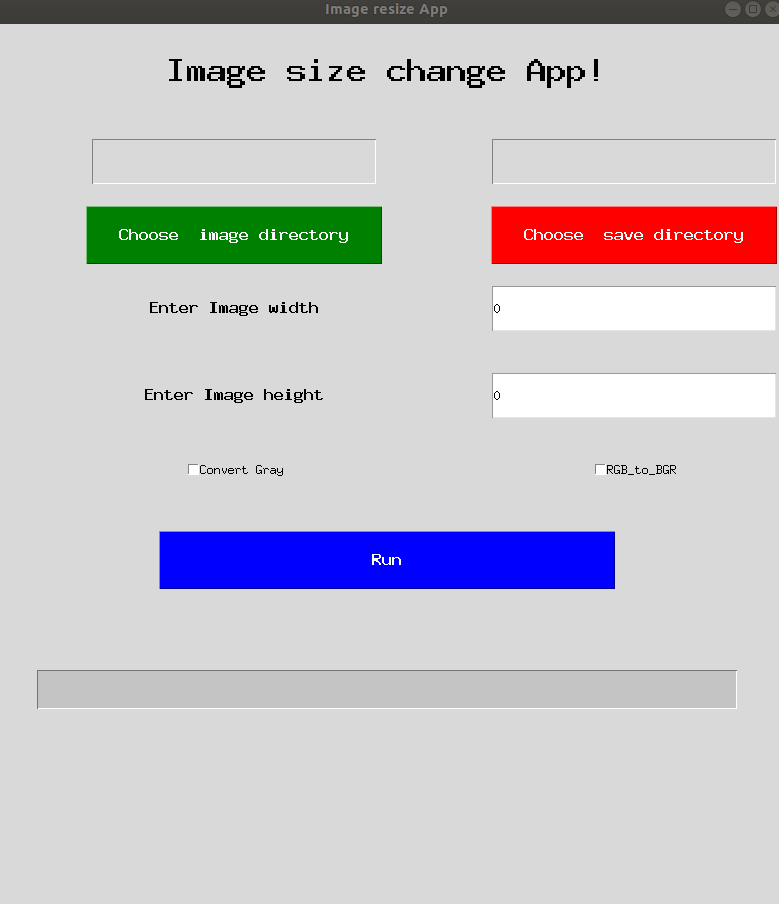 Image resize App
Image size change App!
Choose  image directory
Choose  save directory
Enter Image width
0
Enter Image height
0
Convert Gray
RGB_to_BGR
Run